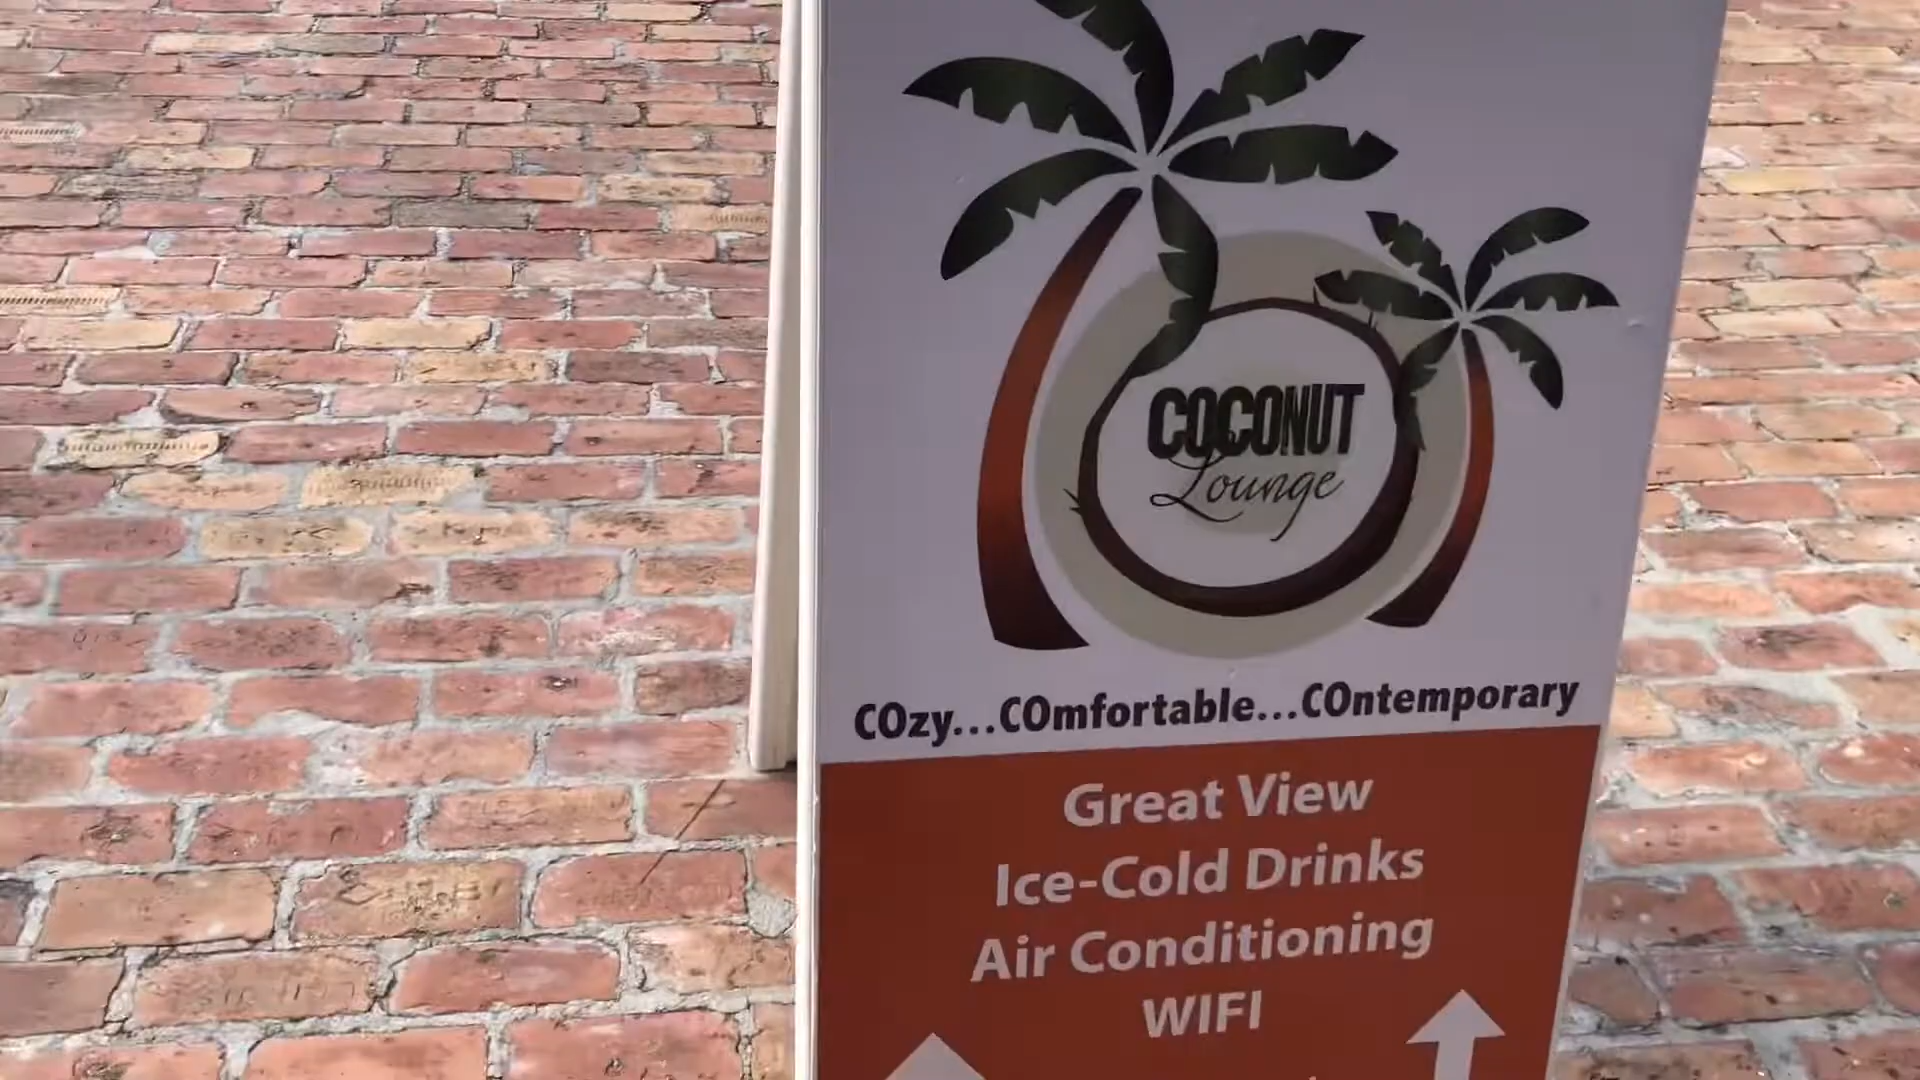 COCONUT
Lounge
COzy...COmfortable...COntemporary
Great View
Ice-Cold Drinks
Air Conditioning
WIFI